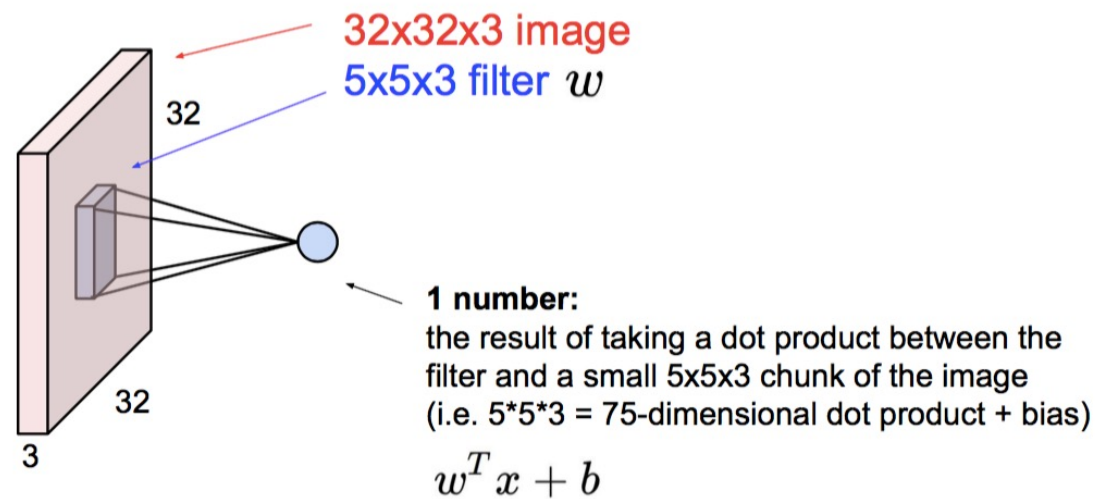 32x32x3 image
5x5x3 filter w
32
1 number:
the result of taking a dot product between the
filter and a small 5x5x3 chunk of the image
(i.e. 5*5*3 = 75-dimensional dot product + bias)
32
3
wᵀx + b